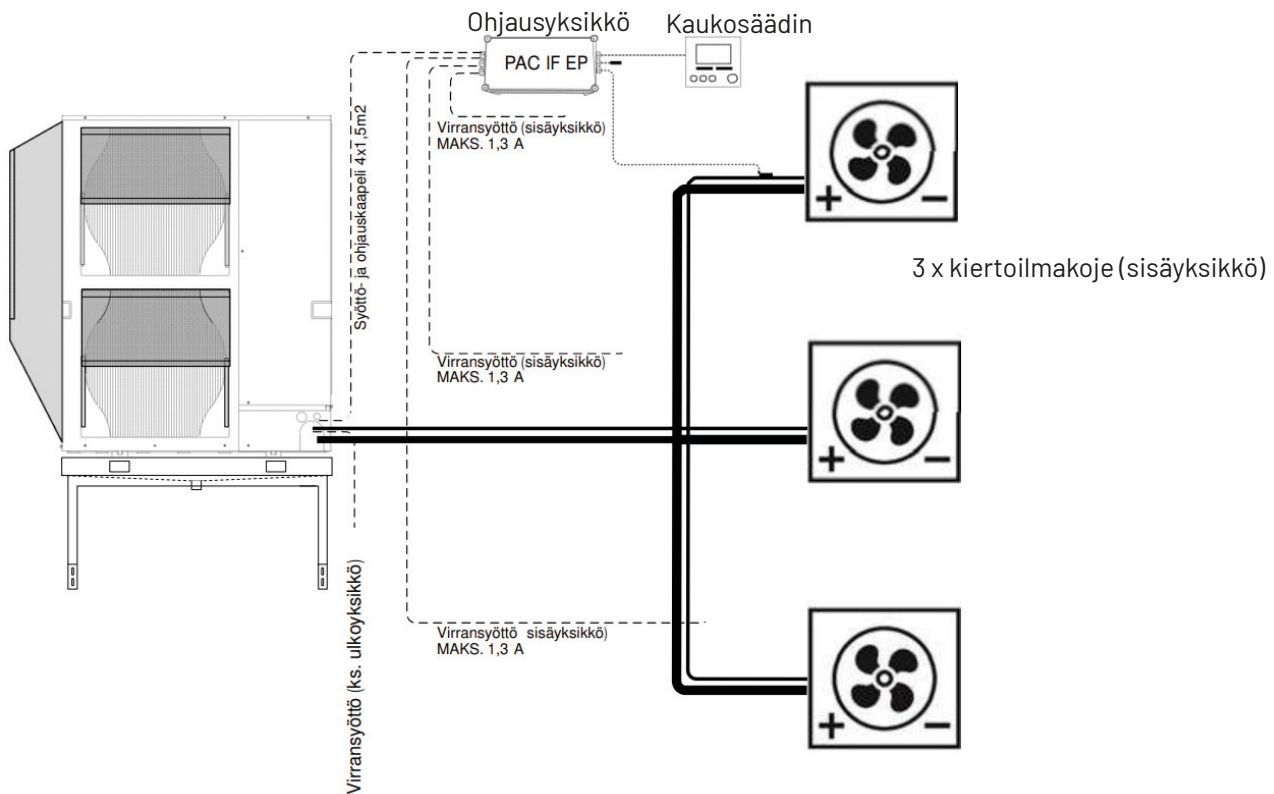 Ohjausyksikkö
Kaukosäädin
PAC IF EP
Virransyöttö (sisäyksikkö)
MAKS. 1,3 A
Syöttö- ja ohjauskaapeli 4x1,5m2
3 x kiertoilmakoje (sisäyksikkö)
Virransyöttö (sisäyksikkö)
MAKS. 1,3 A
Virransyöttö (ks. ulkoyksikkö)
Virransyöttö sisäyksikkö)
MAKS. 1,3 A